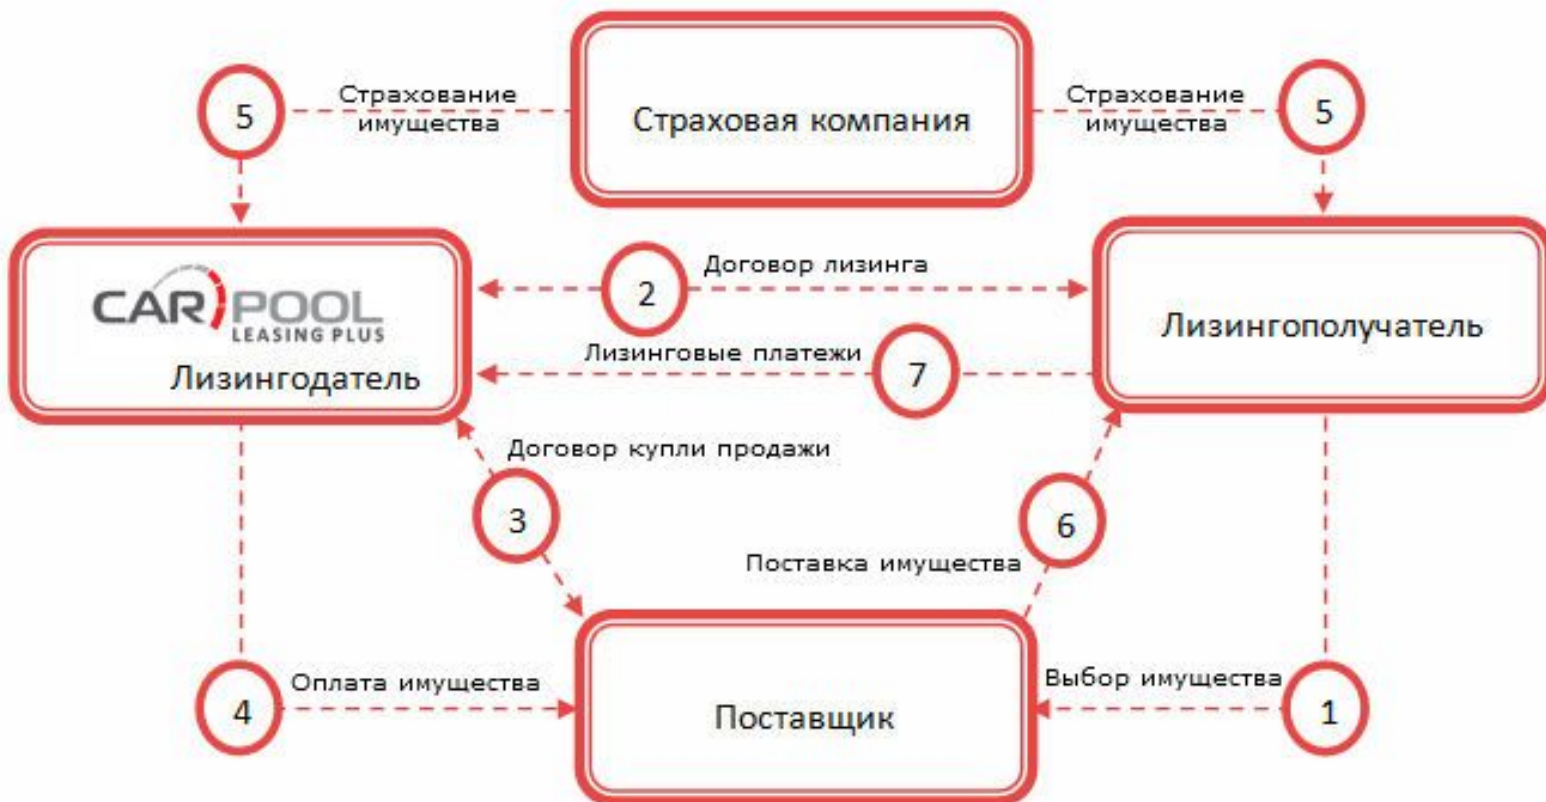 Страхование
имущества
5
Страховая компания
Страхование
имущества
5
CAR POOL
LEASING PLUS
Лизингодатель
2
Договор лизинга
Лизинговые платежи
7
Лизингополучатель
Договор купли продажи
3
6
Поставка имущества
4
Оплата имущества
Поставщик
Выбор имущества
1